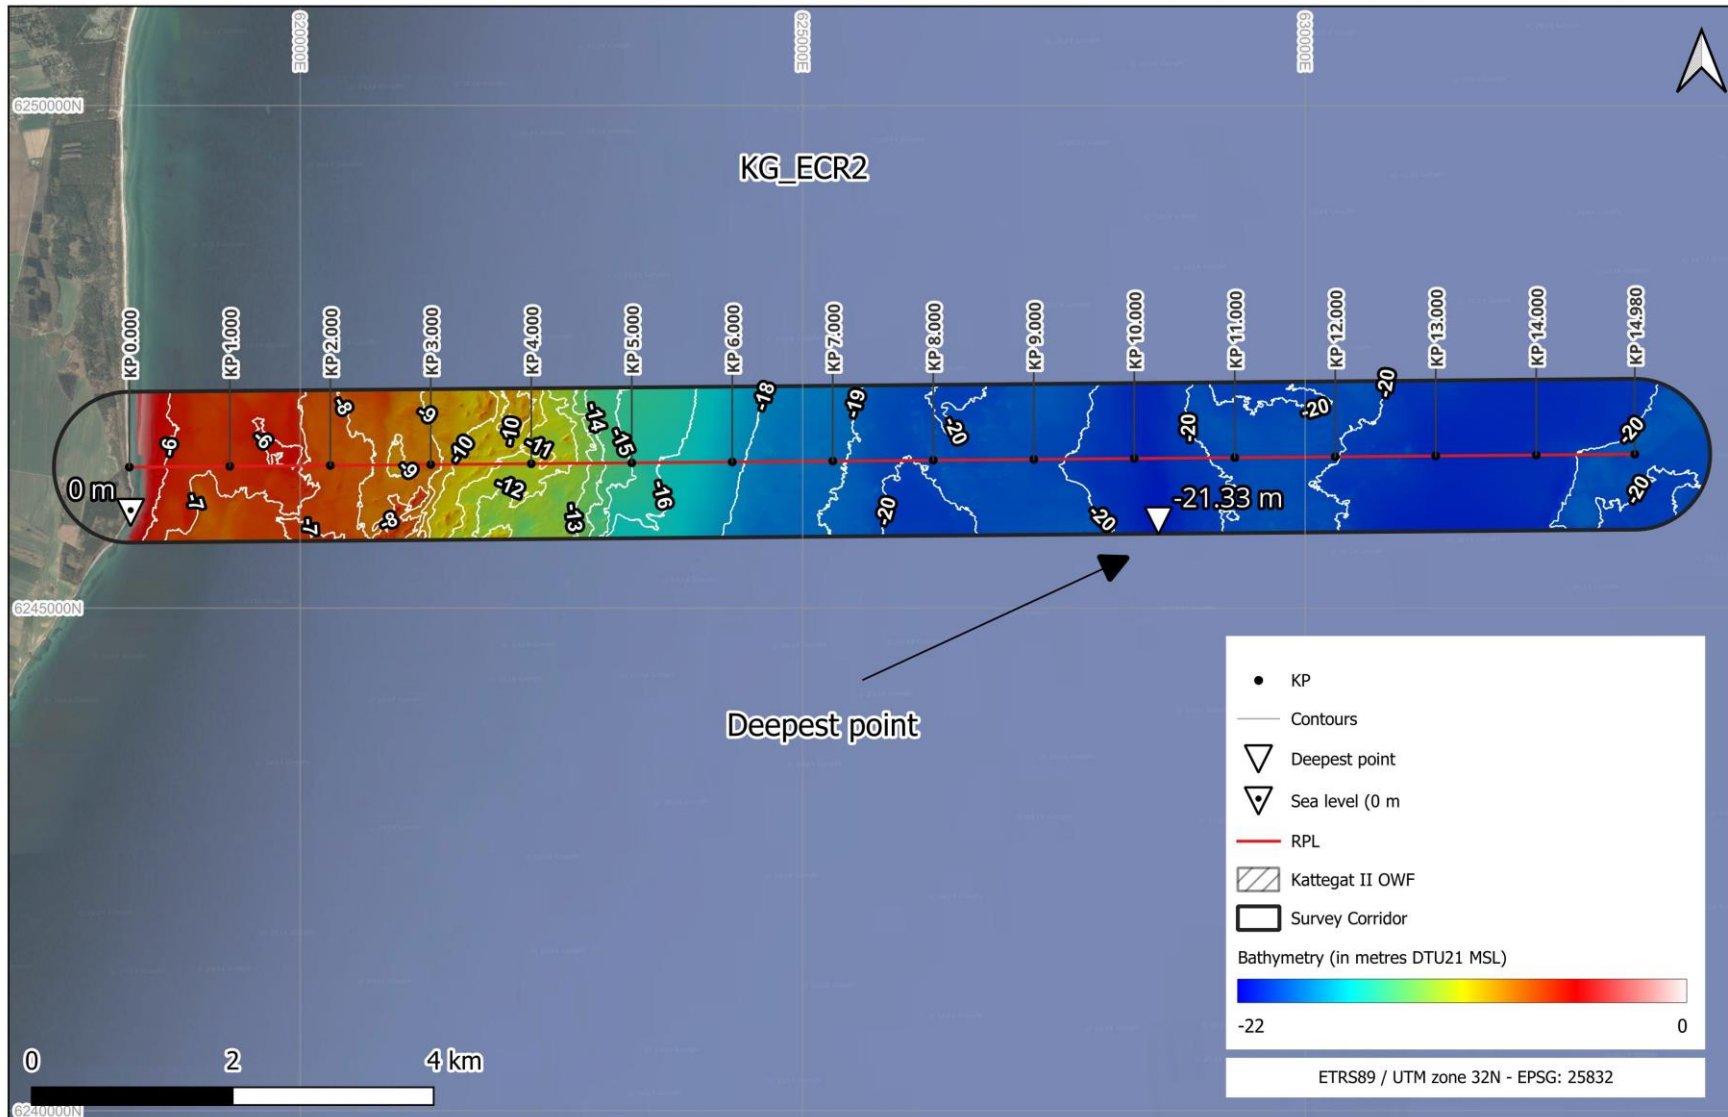 620000E
625000E
630000E
6250000N
KG_ECR2
KP 0.000
KP 1.000
KP 2.000
KP 3.000
KP 4.000
KP 5.000
KP 6.000
KP 7.000
KP 8.000
KP 9.000
KP 10.000
KP 11.000
KP 12.000
KP 13.000
KP 14.000
KP 14.980
-6
-6
-8
-9
-10
-10
-11
-14
-15
-18
-19
-20
-20
-20
-20
-20
0 m
-7
-7
-9
-8
-12
-13
-16
-20
-20
-21.33 m
-20
6245000N
Deepest point
KP
Contours
Deepest point
Sea level (0 m
RPL
Kattegat II OWF
Survey Corridor
Bathymetry (in metres DTU21 MSL)
-22
0
0
2
4 km
ETRS89 / UTM zone 32N - EPSG: 25832
6240000N